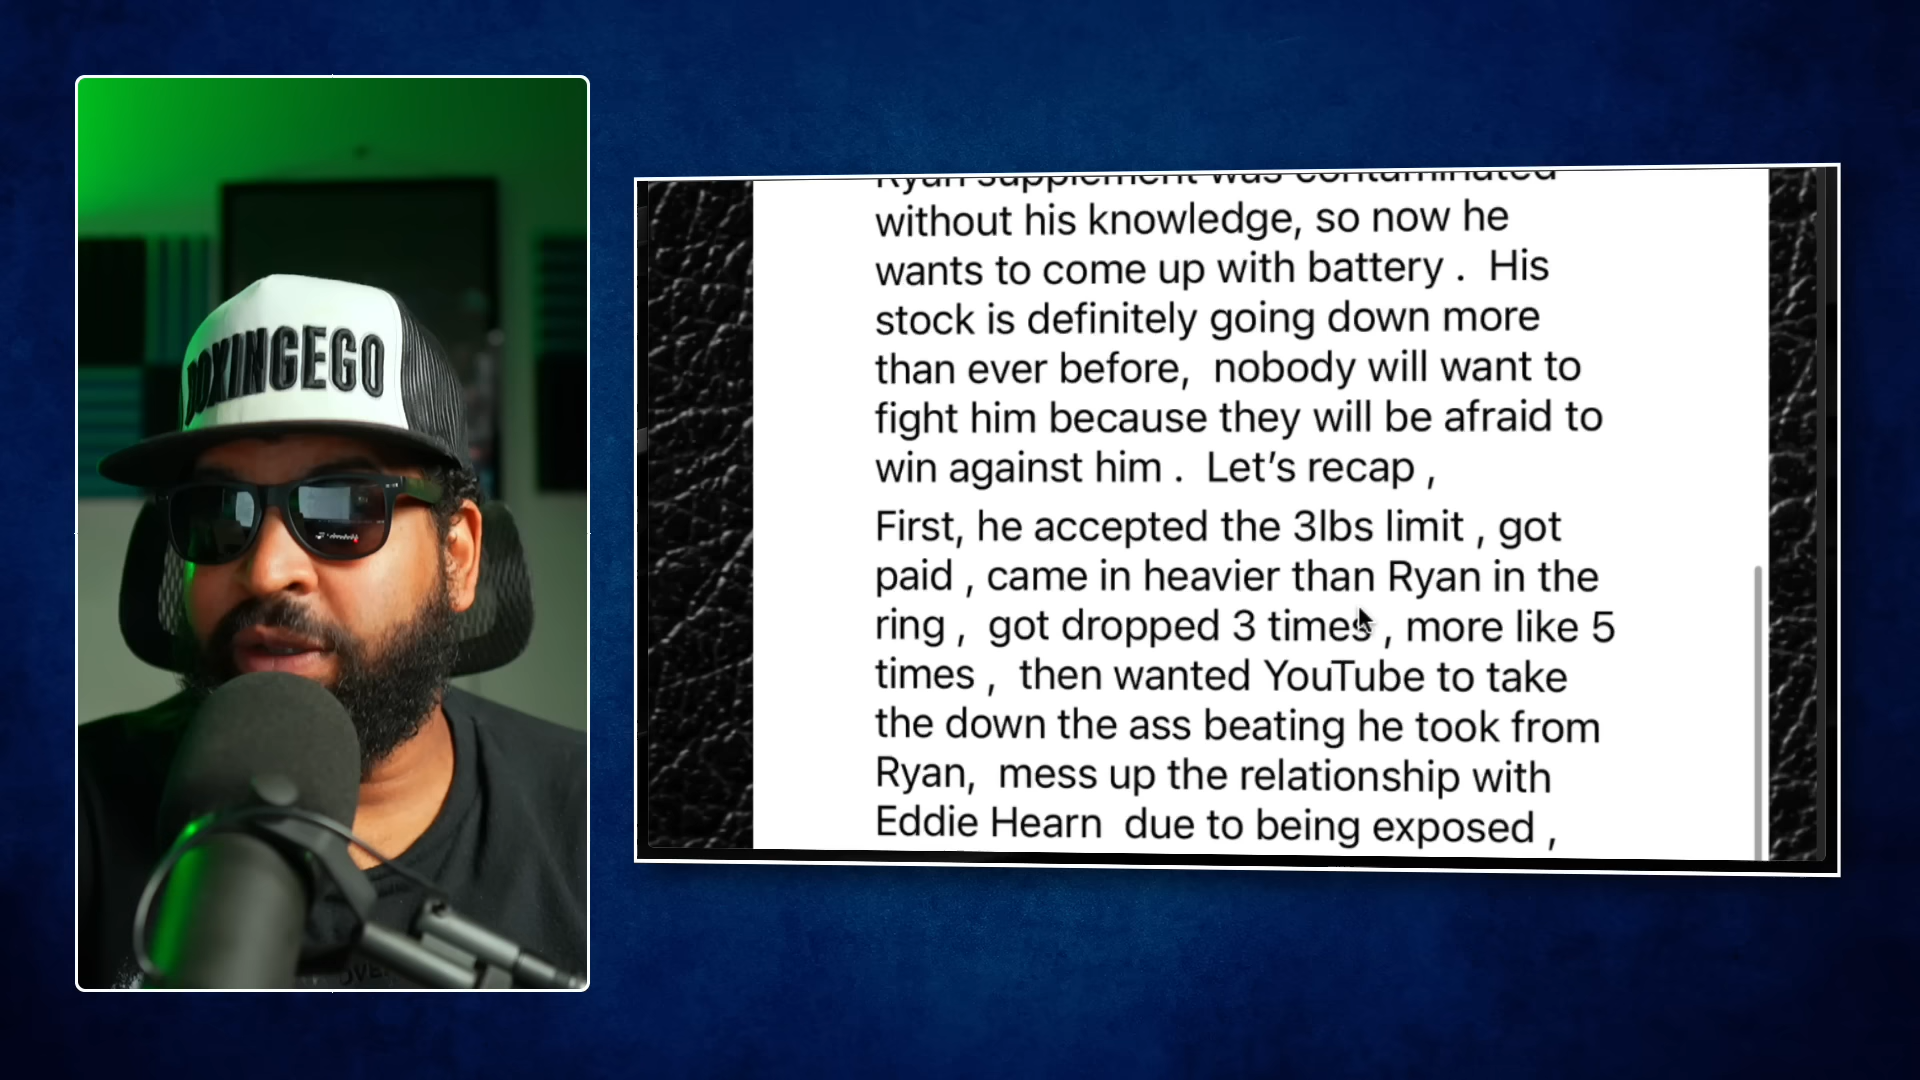 BOXINGEGO
Ryan supplement was contaminated
without his knowledge, so now he
wants to come up with battery .  His
stock is definitely going down more
than ever before,  nobody will want to
fight him because they will be afraid to
win against him .  Let’s recap ,
First, he accepted the 3lbs limit , got
paid , came in heavier than Ryan in the
ring ,  got dropped 3 times , more like 5
times ,  then wanted YouTube to take
the down the ass beating he took from
Ryan,  mess up the relationship with
Eddie Hearn  due to being exposed ,